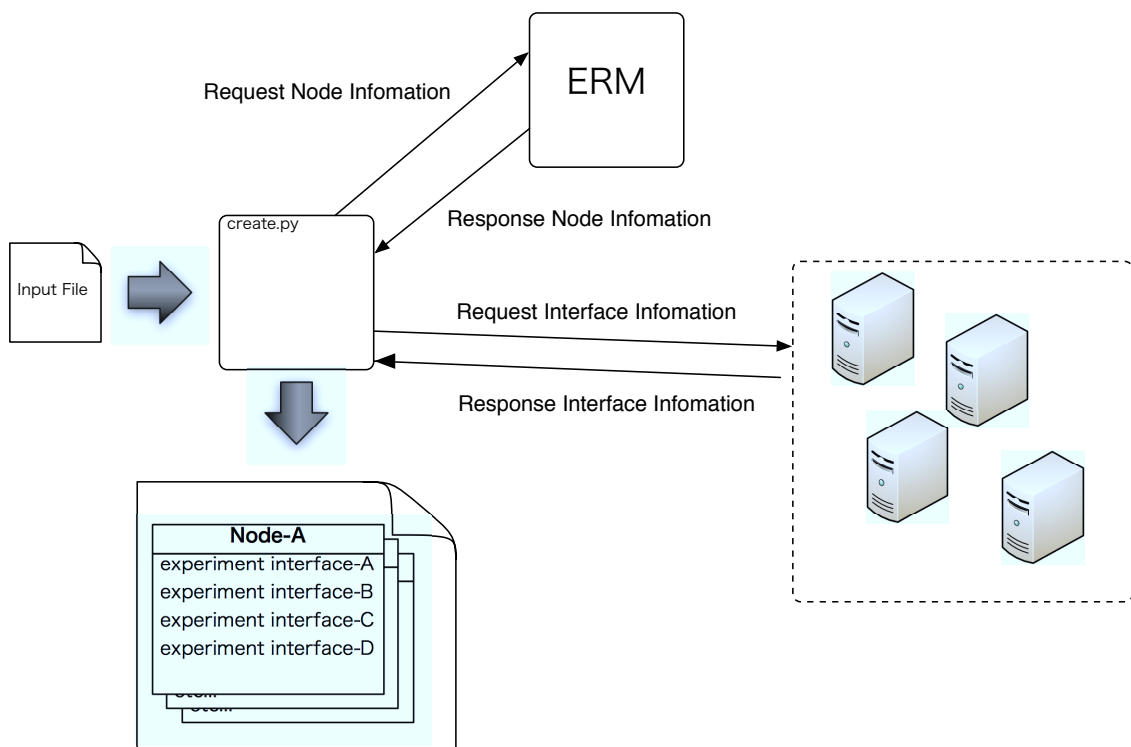 ERM
Request Node Infomation
Response Node Infomation
create.py
Input File
Request Interface Infomation
Response Interface Infomation
Node-A
experiment interface-A
experiment interface-B
experiment interface-C
experiment interface-D